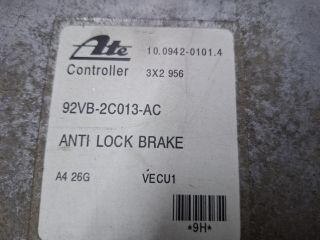 Ate 10.0942-0101.4
Controller 3X2 956
92VB-2C013-AC
ANTI LOCK BRAKE
A4 26G VECU1
*9H*